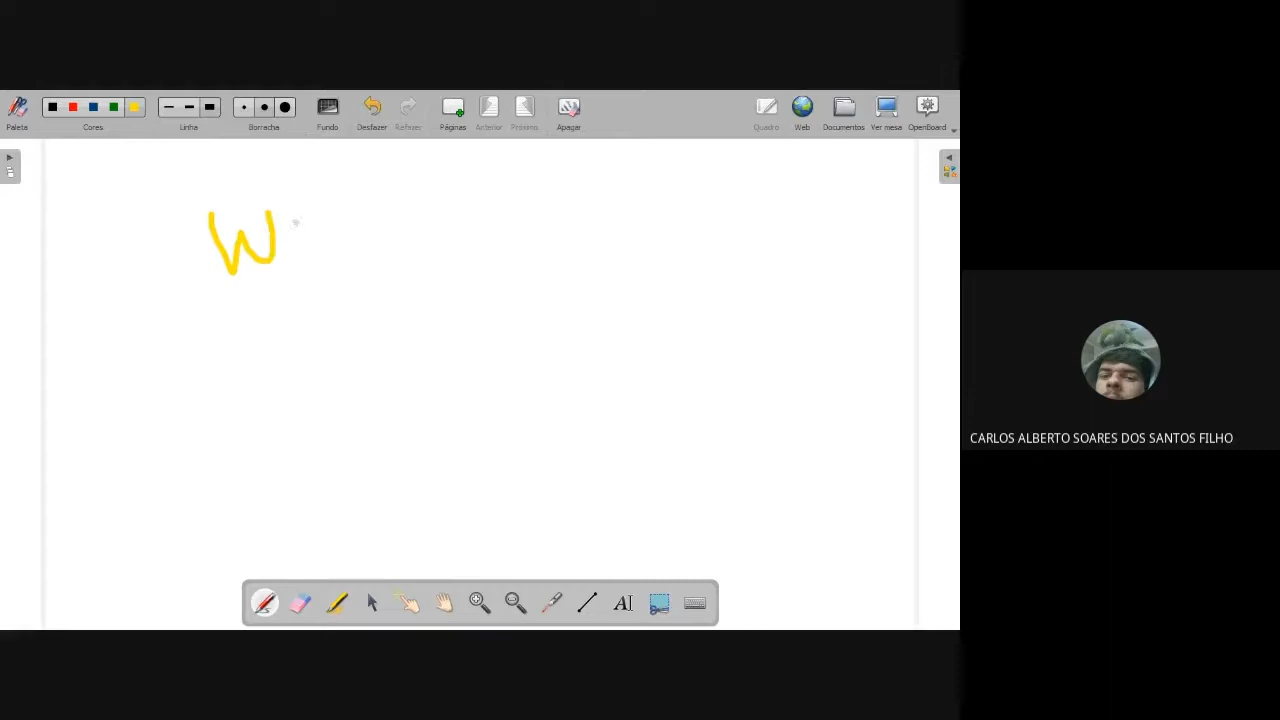 Paleta Cores Linha Borracha Fundo Desfazer Refazer Páginas Anterior Próximo Apagar Quadro Web Documentos Ver mesa OpenBoard
W
CARLOS ALBERTO SOARES DOS SANTOS FILHO
AI